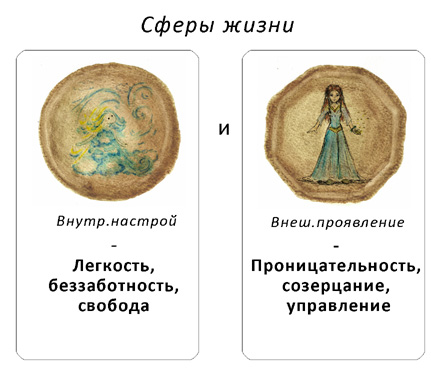 Сферы жизни
и
Внутр.настрой
-
Легкость,
беззаботность,
свобода
Внеш.проявление
-
Проницательность,
созерцание,
управление